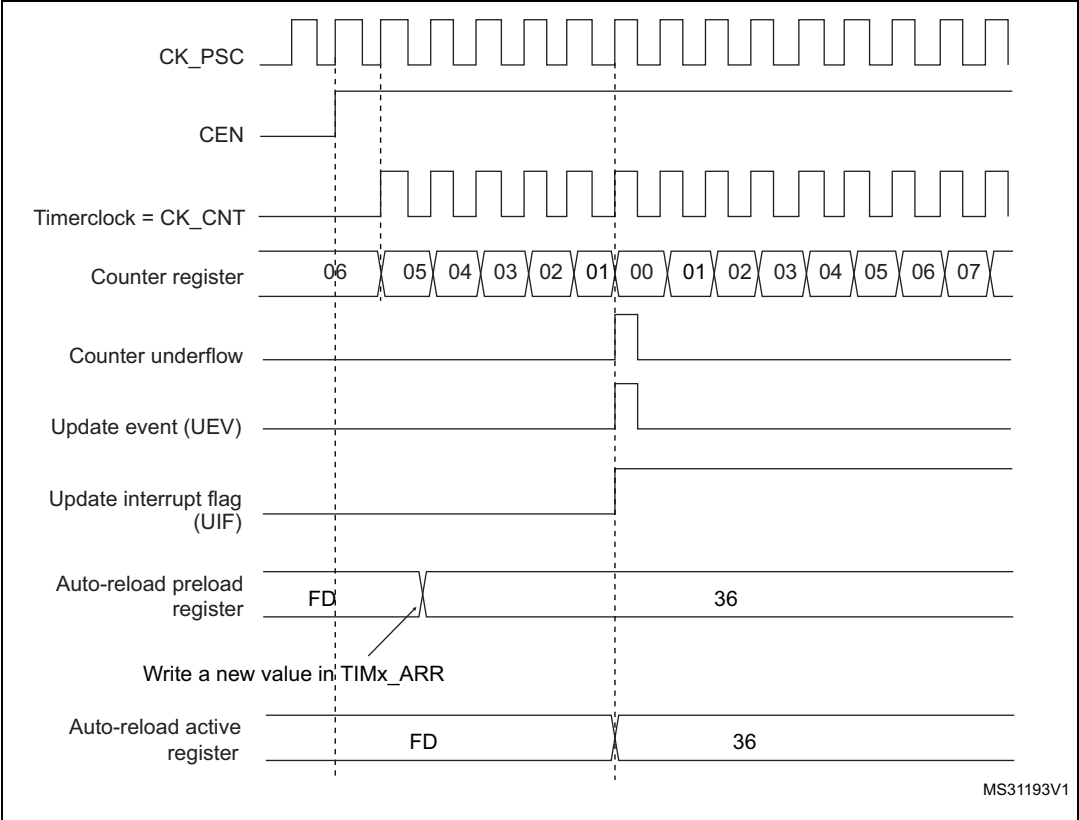 CK_PSC
CEN
Timerclock = CK_CNT
Counter register 06 05 04 03 02 01 00 01 02 03 04 05 06 07
Counter underflow
Update event (UEV)
Update interrupt flag
(UIF)
Auto-reload preload
register
FD 36
Write a new value in TIMx_ARR
Auto-reload active
register
FD 36
MS31193V1